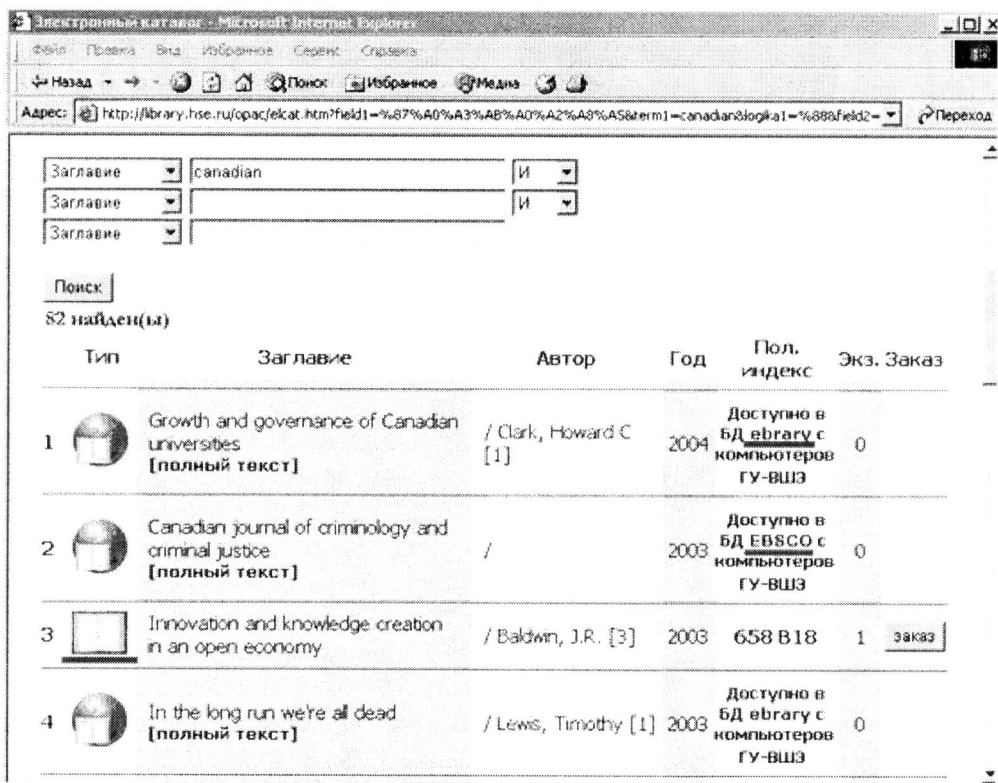 Электронный каталог - Microsoft Internet Explorer
Файл Правка Вид Избранное Сервис Справка
Назад Поиск Избранное Медиа
Адрес: http://library.hse.ru/opac/elcat.htm?field1=%87%A0%A3%AB%A0%A2%A8%A5&term1=canadian&logika1=%88&field2= Переход
Заглавие canadian И
Заглавие И
Заглавие
Поиск
82 найден(ы)
Тип Заглавие Автор Год Пол. индекс Экз. Заказ
1 Growth and governance of Canadian
universities
[полный текст]
/ Clark, Howard C
[1]
2004
Доступно в
БД ebrary с
компьютеров
ГУ-ВШЭ
0
2 Canadian journal of criminology and
criminal justice
[полный текст]
/
2003
Доступно в
БД EBSCO с
компьютеров
ГУ-ВШЭ
0
3 Innovation and knowledge creation
in an open economy
/ Baldwin, J.R. [3]
2003
658 B18
1
заказ
4 In the long run we're all dead
[полный текст]
/ Lewis, Timothy [1]
2003
Доступно в
БД ebrary с
компьютеров
ГУ-ВШЭ
0